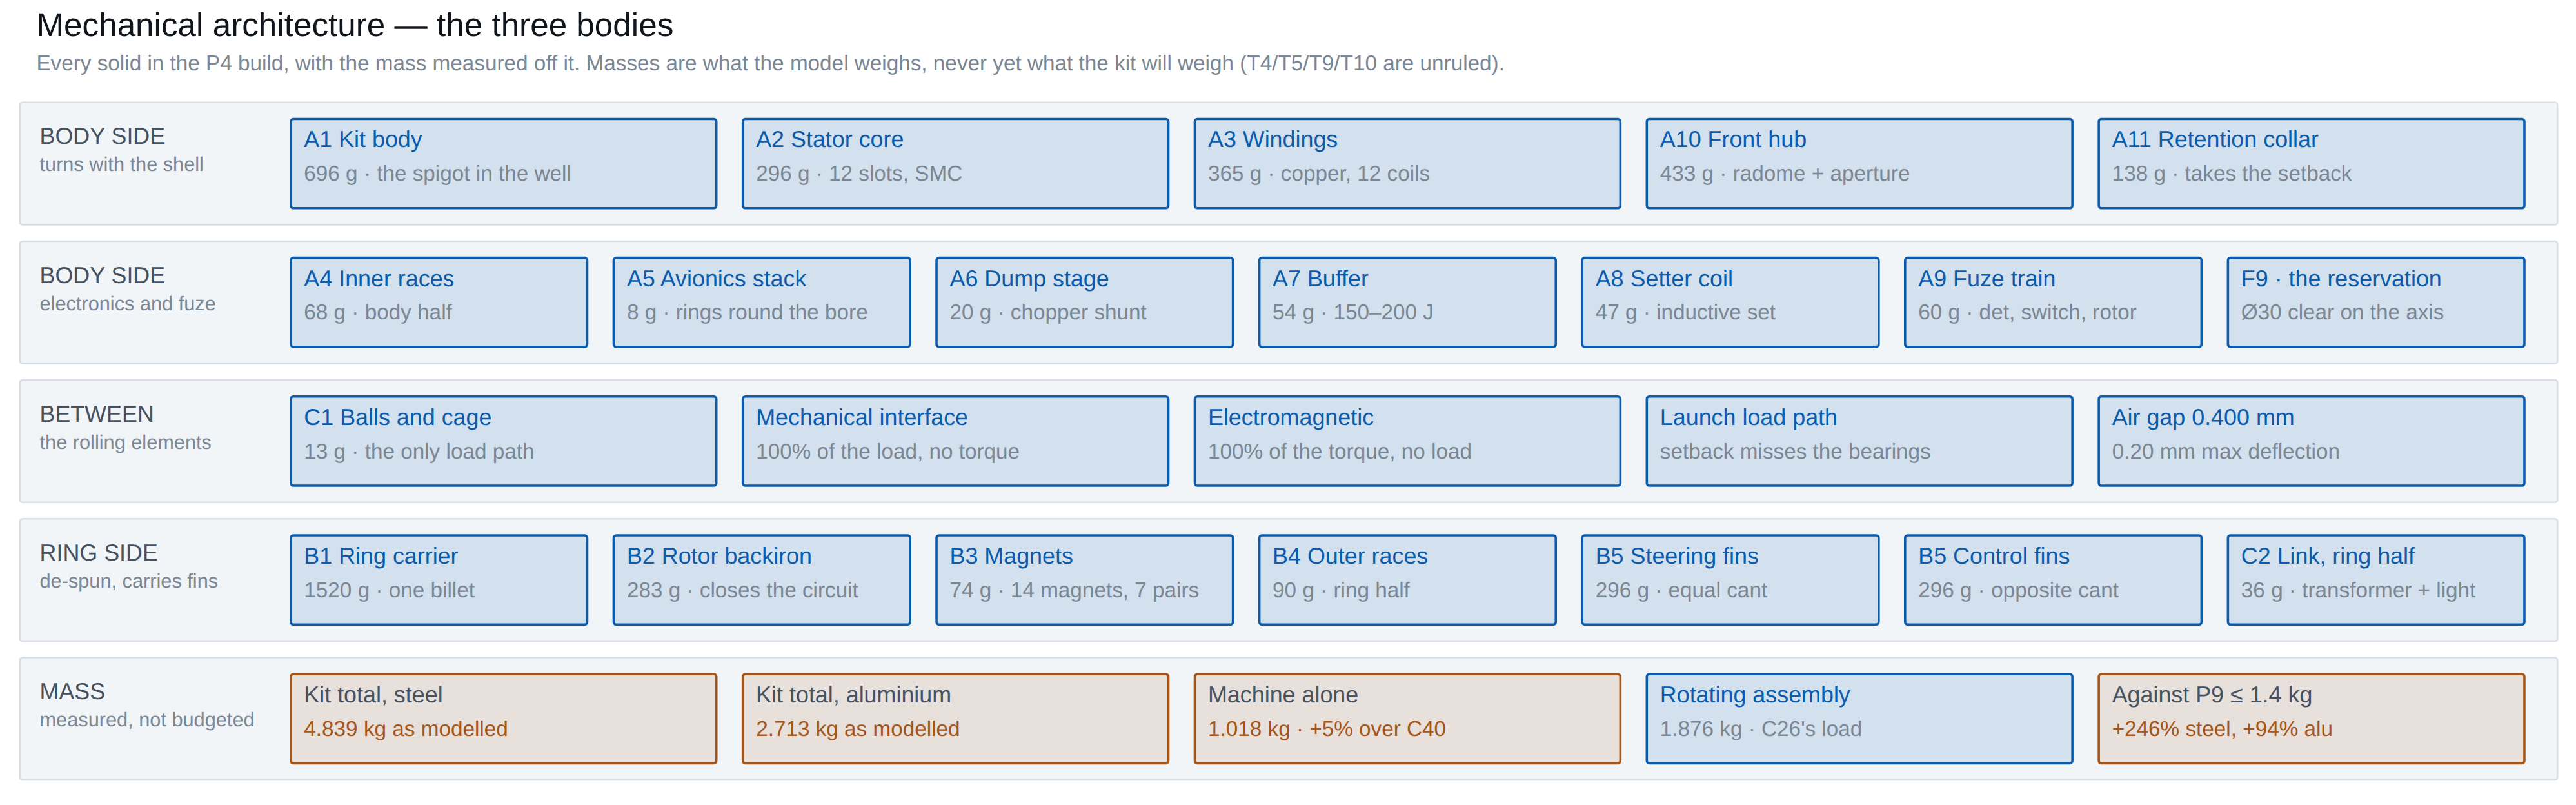 Mechanical architecture — the three bodies
Every solid in the P4 build, with the mass measured off it. Masses are what the model weighs, never yet what the kit will weigh (T4/T5/T9/T10 are unruled).
BODY SIDE
turns with the shell
A1 Kit body
696 g · the spigot in the well
A2 Stator core
296 g · 12 slots, SMC
A3 Windings
365 g · copper, 12 coils
A10 Front hub
433 g · radome + aperture
A11 Retention collar
138 g · takes the setback
BODY SIDE
electronics and fuze
A4 Inner races
68 g · body half
A5 Avionics stack
8 g · rings round the bore
A6 Dump stage
20 g · chopper shunt
A7 Buffer
54 g · 150–200 J
A8 Setter coil
47 g · inductive set
A9 Fuze train
60 g · det, switch, rotor
F9 · the reservation
Ø30 clear on the axis
BETWEEN
the rolling elements
C1 Balls and cage
13 g · the only load path
Mechanical interface
100% of the load, no torque
Electromagnetic
100% of the torque, no load
Launch load path
setback misses the bearings
Air gap 0.400 mm
0.20 mm max deflection
RING SIDE
de-spun, carries fins
B1 Ring carrier
1520 g · one billet
B2 Rotor backiron
283 g · closes the circuit
B3 Magnets
74 g · 14 magnets, 7 pairs
B4 Outer races
90 g · ring half
B5 Steering fins
296 g · equal cant
B5 Control fins
296 g · opposite cant
C2 Link, ring half
36 g · transformer + light
MASS
measured, not budgeted
Kit total, steel
4.839 kg as modelled
Kit total, aluminium
2.713 kg as modelled
Machine alone
1.018 kg · +5% over C40
Rotating assembly
1.876 kg · C26's load
Against P9 ≤ 1.4 kg
+246% steel, +94% alu